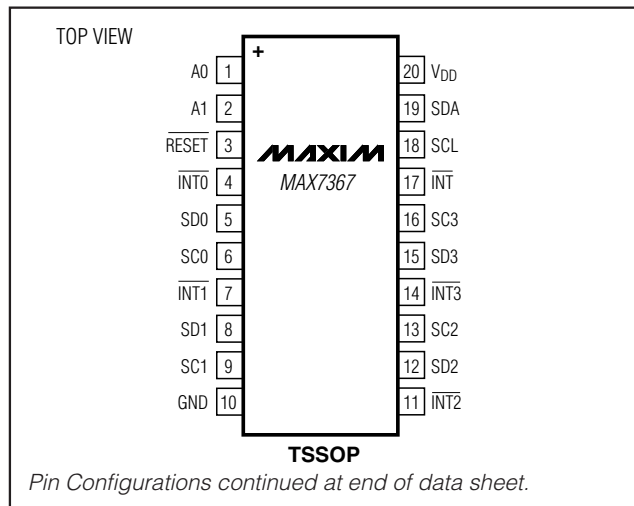 TOP VIEW
+
A0 1
20 VDD
A1 2
19 SDA
RESET 3
18 SCL
MAXIM
INT0 4
MAX7367
17 INT
SD0 5
16 SC3
SC0 6
15 SD3
INT1 7
14 INT3
SD1 8
13 SC2
SC1 9
12 SD2
GND 10
11 INT2
TSSOP
Pin Configurations continued at end of data sheet.